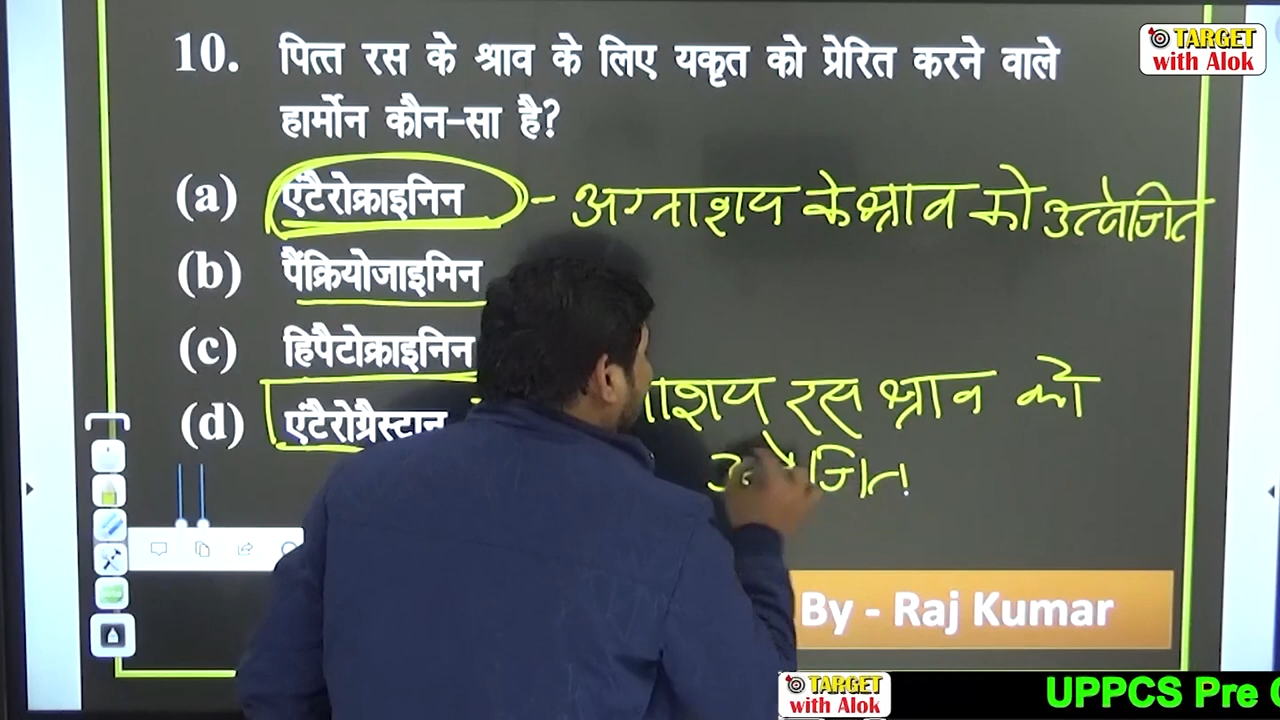 TARGET
with Alok
10. पित्त रस के श्राव के लिए यकृत को प्रेरित करने वाले
हार्मोन कौन-सा है?
(a) एंटैरोक्राइनिन - अग्नाशय के श्राव को उत्तेजित
(b) पैंक्रियोजाइमिन
(c) हिपैटोक्राइनिन
(d) एंटैरोग्रैस्टान रस श्राव को
By - Raj Kumar
TARGET
with Alok
UPPCS Pre